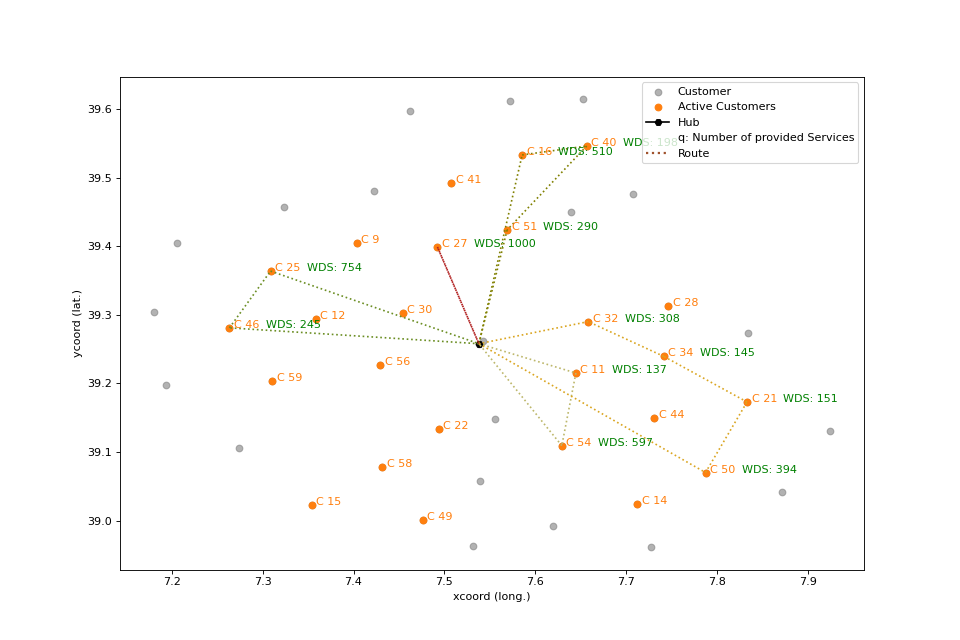 39.6
39.5
39.4
39.3
39.2
39.1
39.0
7.2
7.3
7.4
7.5
7.6
7.7
7.8
7.9
xcoord (long.)
ycoord (lat.)
Customer
Active Customers
Hub
q: Number of provided Services
Route
C 40 WDS: 198
C 16 WDS: 510
C 41
C 51 WDS: 290
C 9
C 27 WDS: 1000
C 25 WDS: 754
C 28
C 30
C 12
C 46 WDS: 245
C 32 WDS: 308
C 34 WDS: 145
C 56
C 11 WDS: 137
C 59
C 21 WDS: 151
C 44
C 22
C 54 WDS: 597
C 58
C 50 WDS: 394
C 15
C 14
C 49